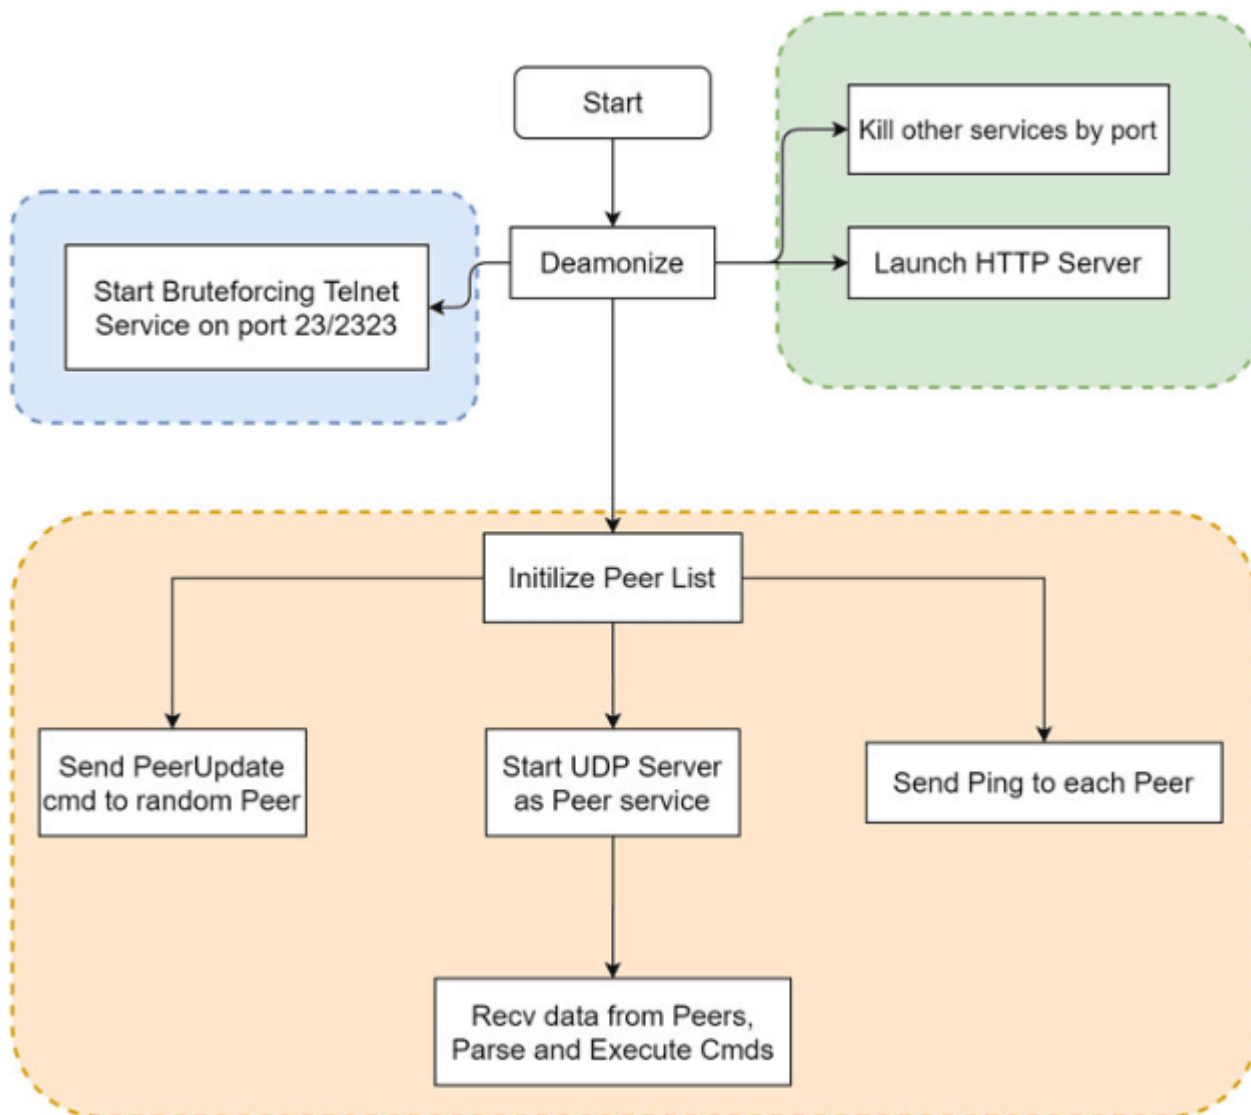 Start
Kill other services by port
Deamonize
Launch HTTP Server
Start Bruteforcing Telnet
Service on port 23/2323
Initilize Peer List
Send PeerUpdate
cmd to random Peer
Start UDP Server
as Peer service
Send Ping to each Peer
Recv data from Peers,
Parse and Execute Cmds